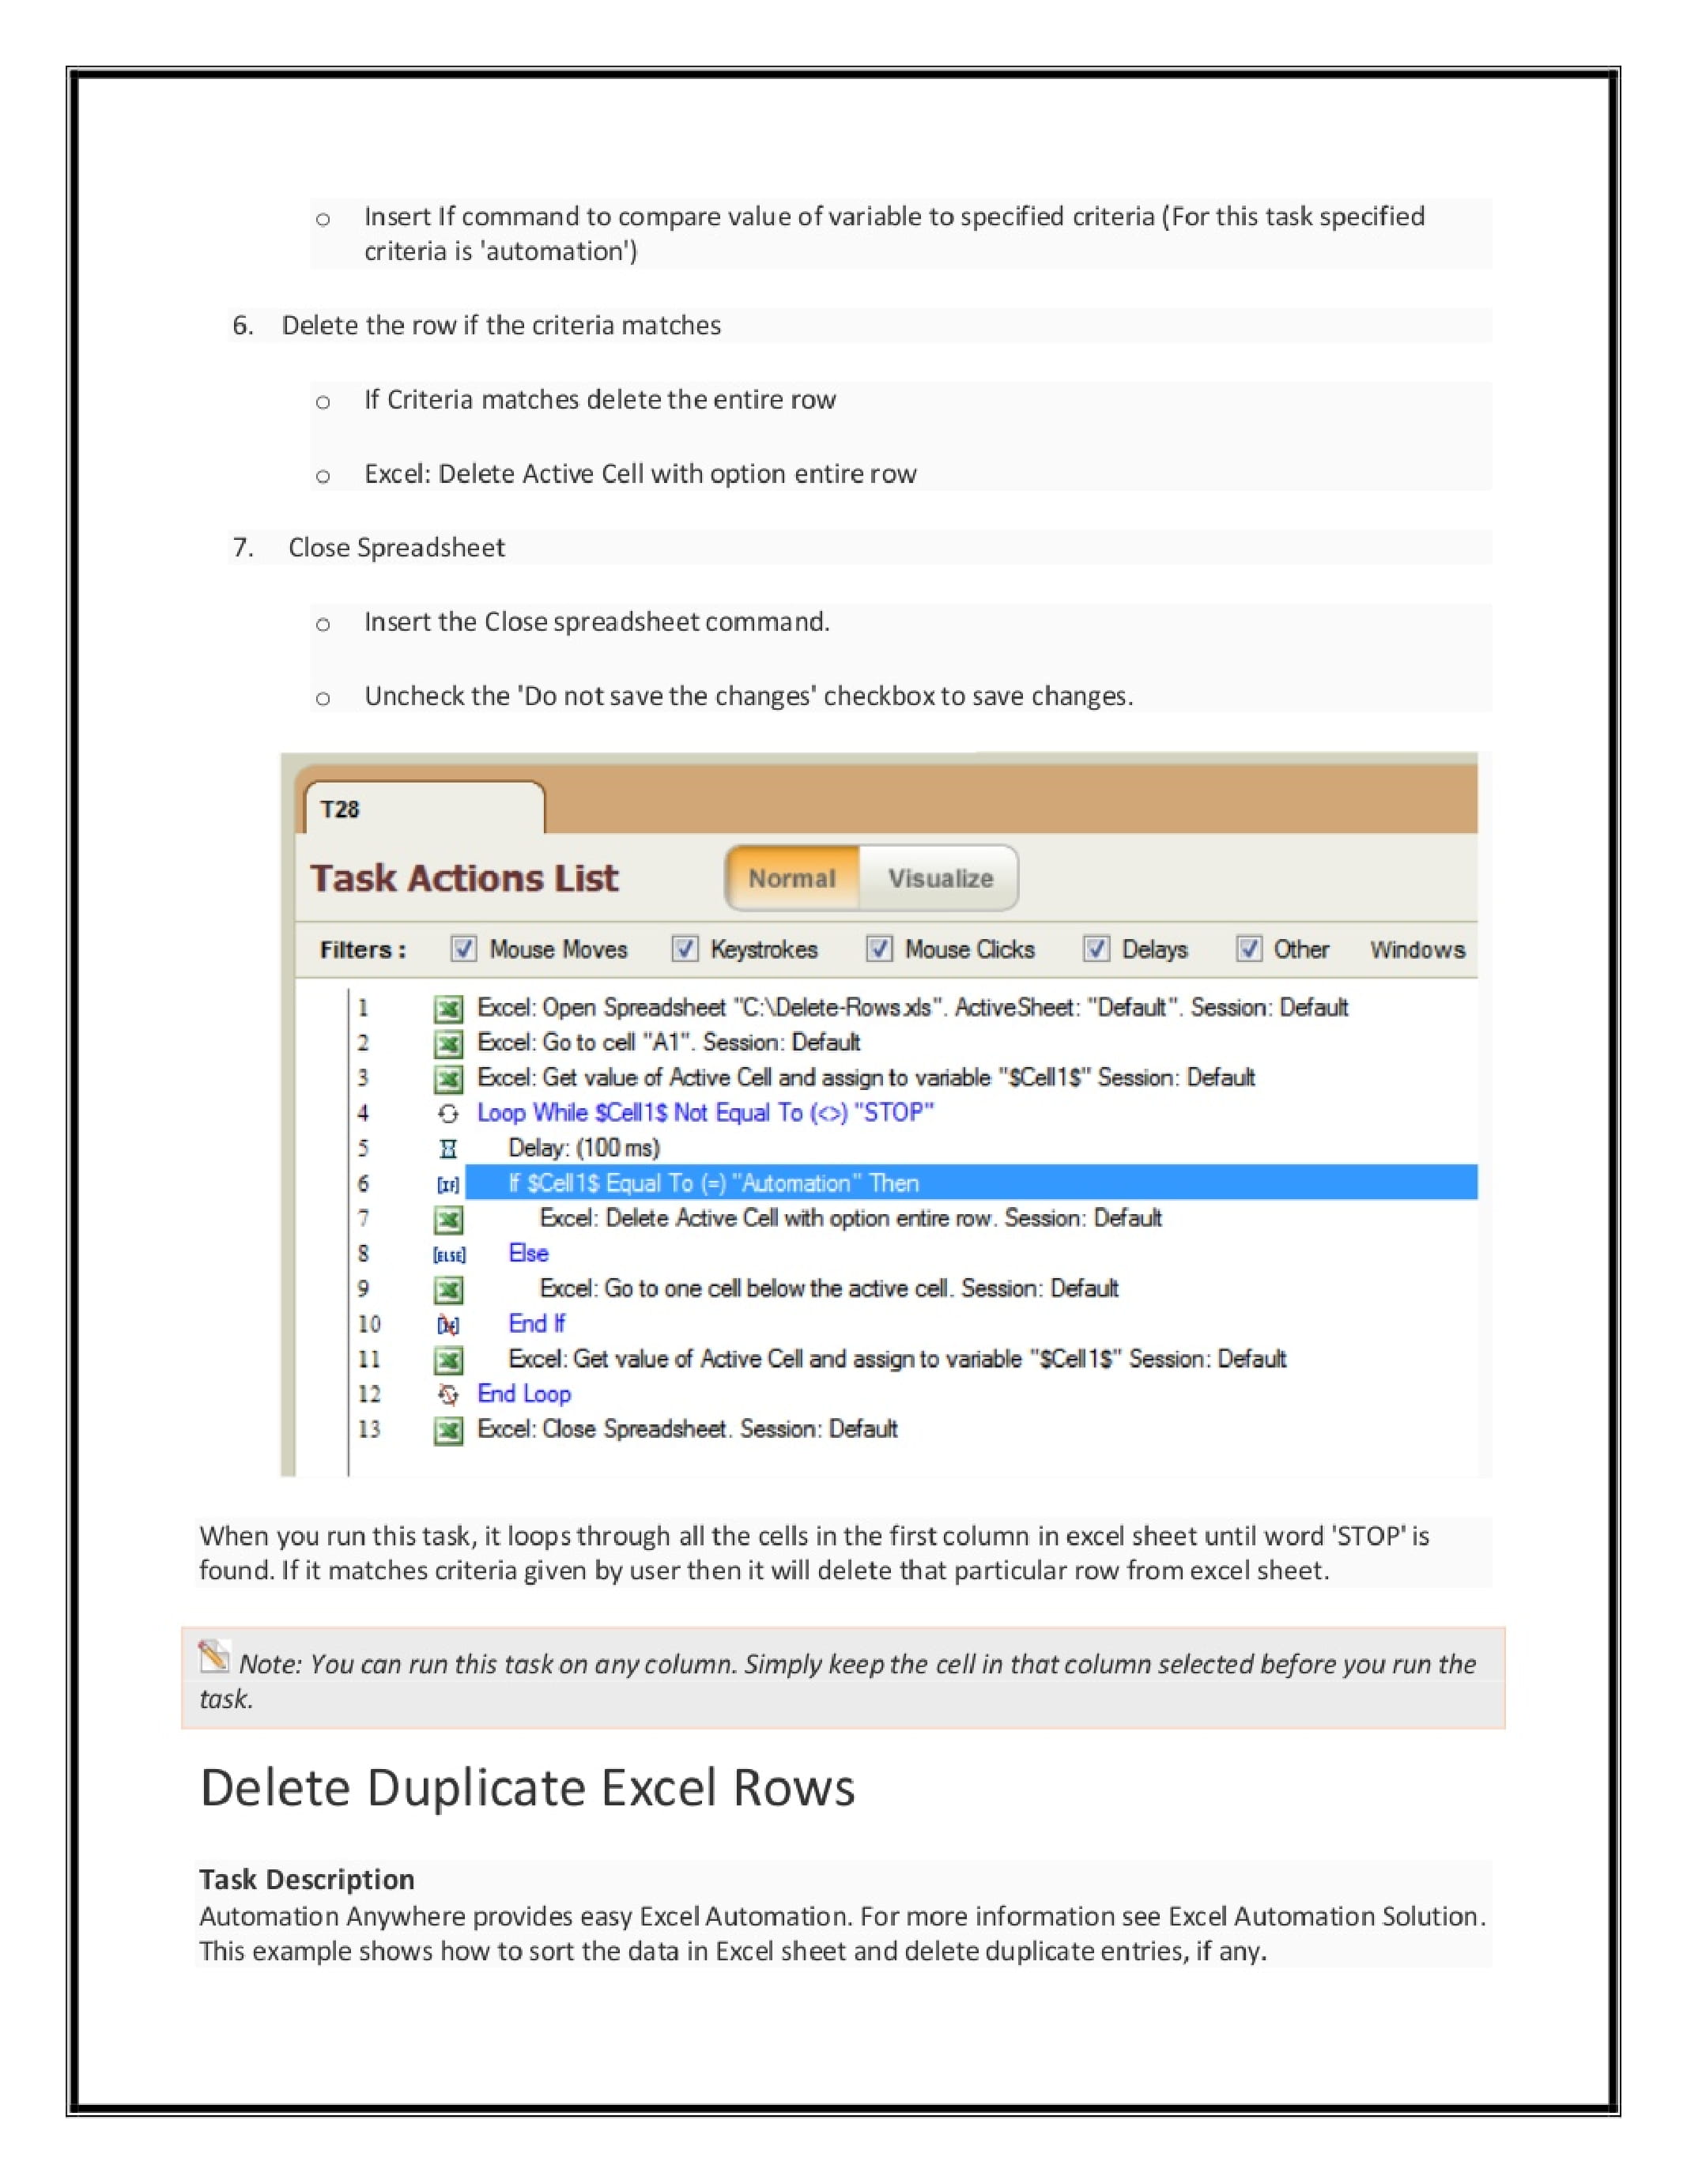 o Insert If command to compare value of variable to specified criteria (For this task specified
criteria is 'automation')
6. Delete the row if the criteria matches
o If Criteria matches delete the entire row
o Excel: Delete Active Cell with option entire row
7. Close Spreadsheet
o Insert the Close spreadsheet command.
o Uncheck the 'Do not save the changes' checkbox to save changes.
T28
Task Actions List Normal Visualize
Filters : Mouse Moves Keystrokes Mouse Clicks Delays Other Windows
1 Excel: Open Spreadsheet "C:\Delete-Rows.xls". ActiveSheet: "Default". Session: Default
2 Excel: Go to cell "A1". Session: Default
3 Excel: Get value of Active Cell and assign to variable "$Cell1$" Session: Default
4 Loop While $Cell1$ Not Equal To (<>) "STOP"
5 Delay: (100 ms)
6 [IF] If $Cell1$ Equal To (=) "Automation" Then
7 Excel: Delete Active Cell with option entire row. Session: Default
8 [ELSE] Else
9 Excel: Go to one cell below the active cell. Session: Default
10 End If
11 Excel: Get value of Active Cell and assign to variable "$Cell1$" Session: Default
12 End Loop
13 Excel: Close Spreadsheet. Session: Default
When you run this task, it loops through all the cells in the first column in excel sheet until word 'STOP' is
found. If it matches criteria given by user then it will delete that particular row from excel sheet.
Note: You can run this task on any column. Simply keep the cell in that column selected before you run the
task.
Delete Duplicate Excel Rows
Task Description
Automation Anywhere provides easy Excel Automation. For more information see Excel Automation Solution.
This example shows how to sort the data in Excel sheet and delete duplicate entries, if any.